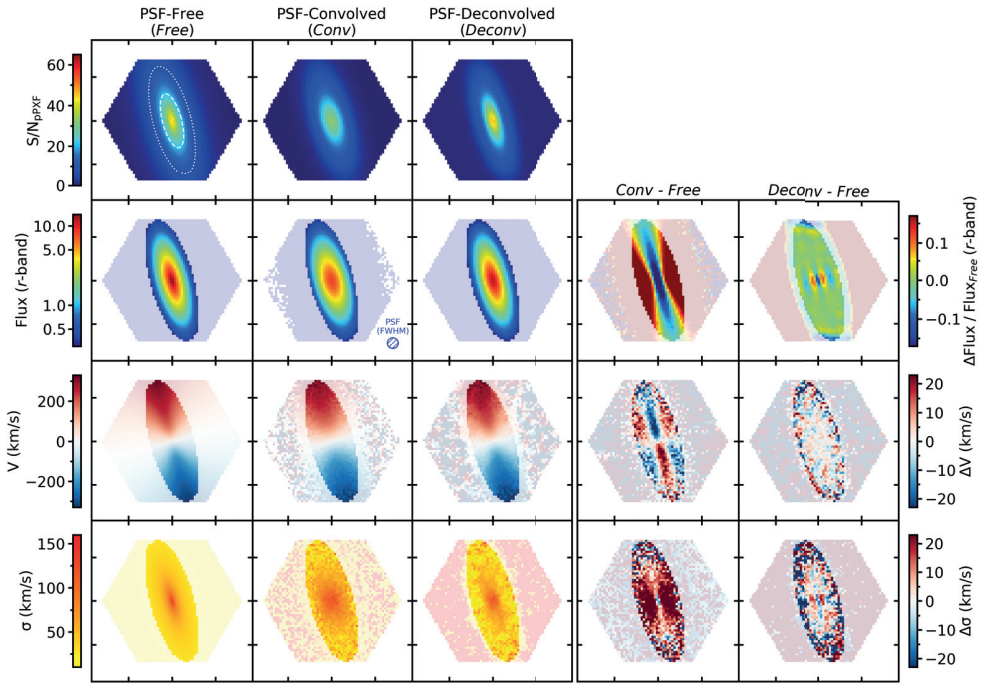 PSF-Free
(Free)
PSF-Convolved
(Conv)
PSF-Deconvolved
(Deconv)
60
40
20
0
S/N_pPXF
Conv - Free
Deconv - Free
10.0
5.0
1.0
0.5
Flux (r-band)
PSF
(FWHM)
0.1
0.0
−0.1
ΔFlux / Flux_Free (r-band)
200
0
−200
V (km/s)
20
10
0
−10
−20
ΔV (km/s)
150
100
50
σ (km/s)
20
10
0
−10
−20
Δσ (km/s)